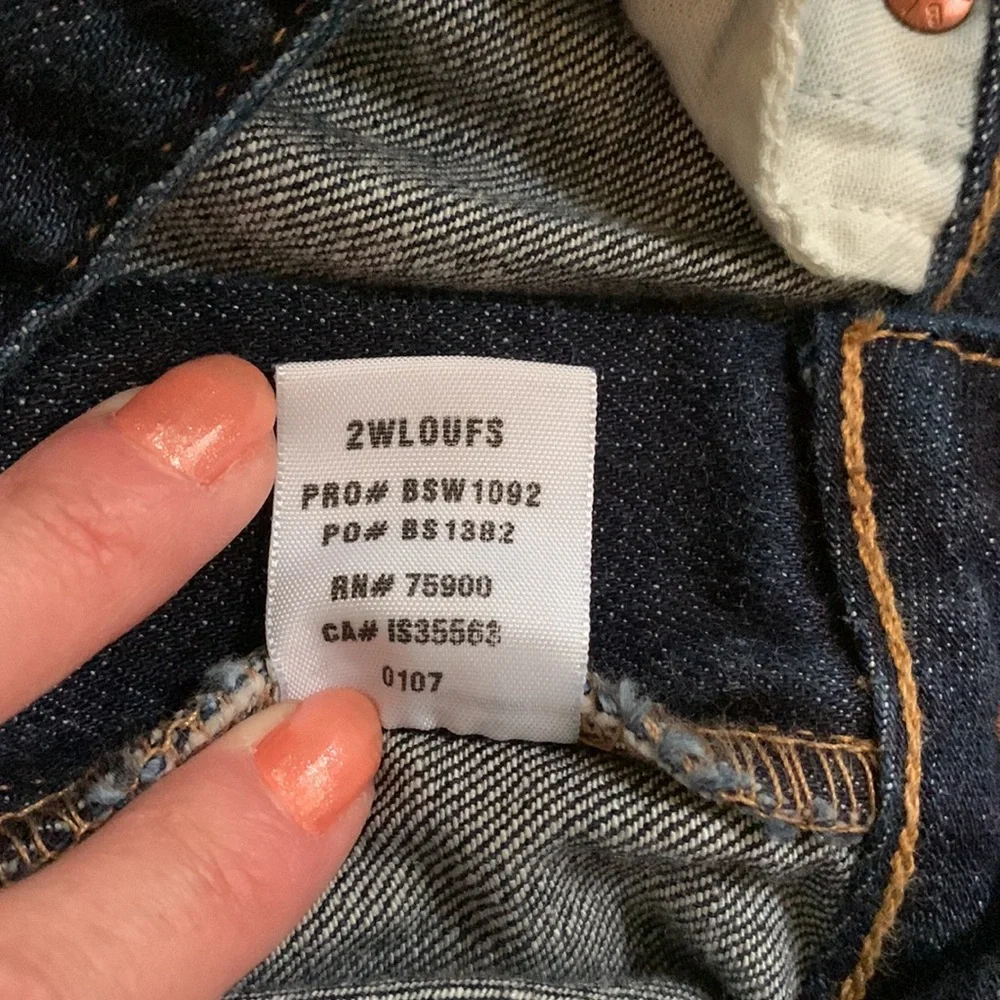 2WLOUFS
PRO# BSW1092
PO# BS1382
RN# 75900
CA# IS35563
0107